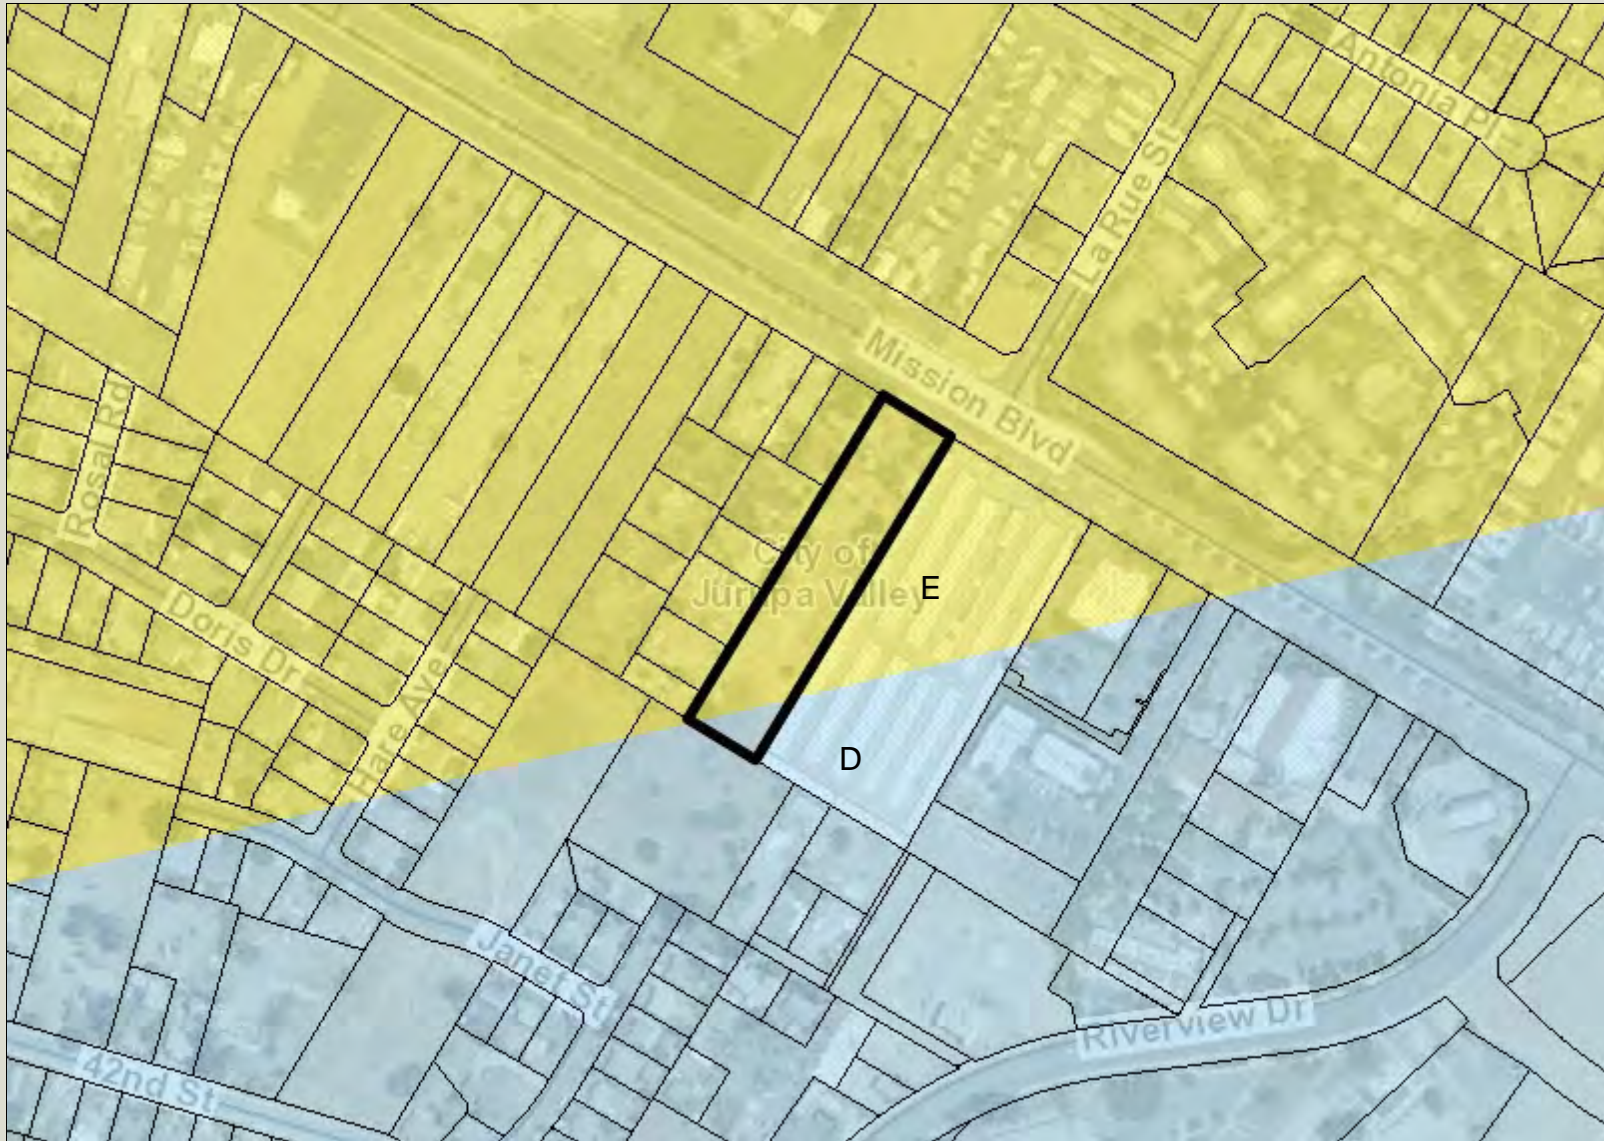 Antonia Pl
La Rue St
Mission Blvd
Rosal Rd
City of
Jurupa Valley
E
Doris Dr
Hare Ave
D
Janet St
Riverview Dr
42nd St